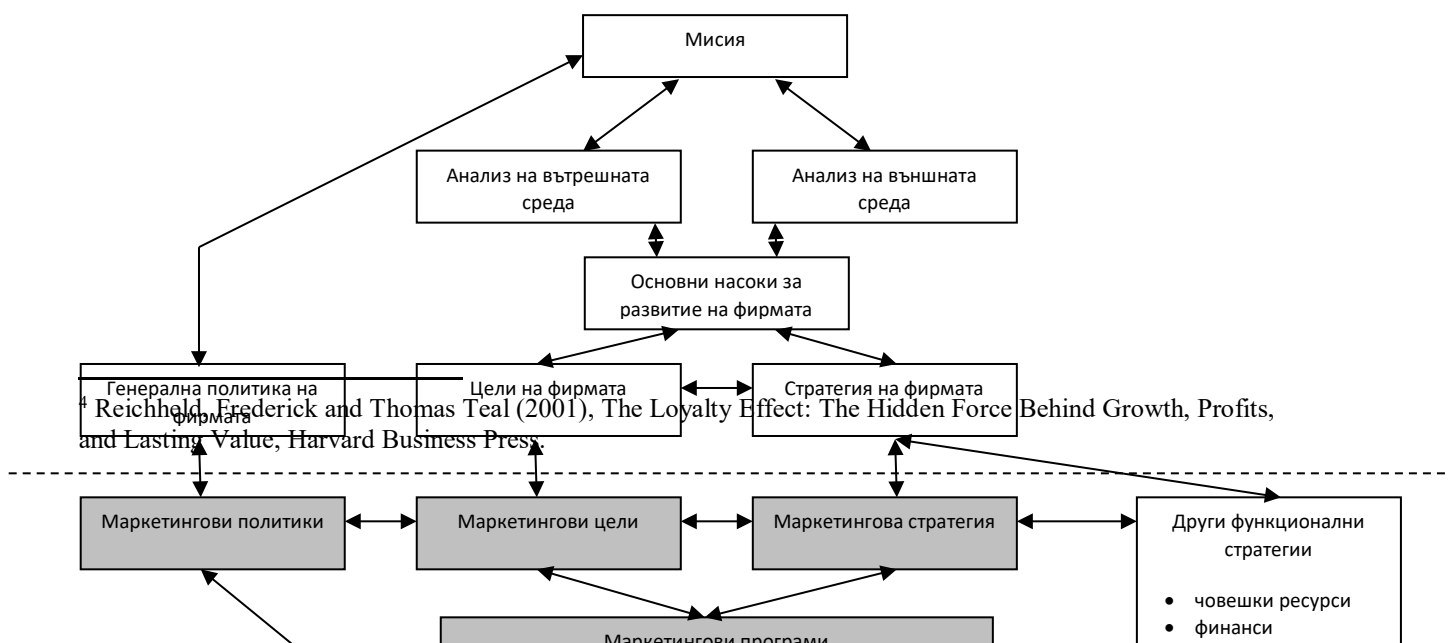 Мисия
Анализ на вътрешната
среда
Анализ на външната
среда
Основни насоки за
развитие на фирмата
Генерална политика на
фирмата
Цели на фирмата
Стратегия на фирмата
4 Reichheld, Frederick and Thomas Teal (2001), The Loyalty Effect: The Hidden Force Behind Growth, Profits,
and Lasting Value, Harvard Business Press.
Маркетингови политики
Маркетингови цели
Маркетингова стратегия
Други функционални
стратегии
• човешки ресурси
• финанси
Маркетингови програми